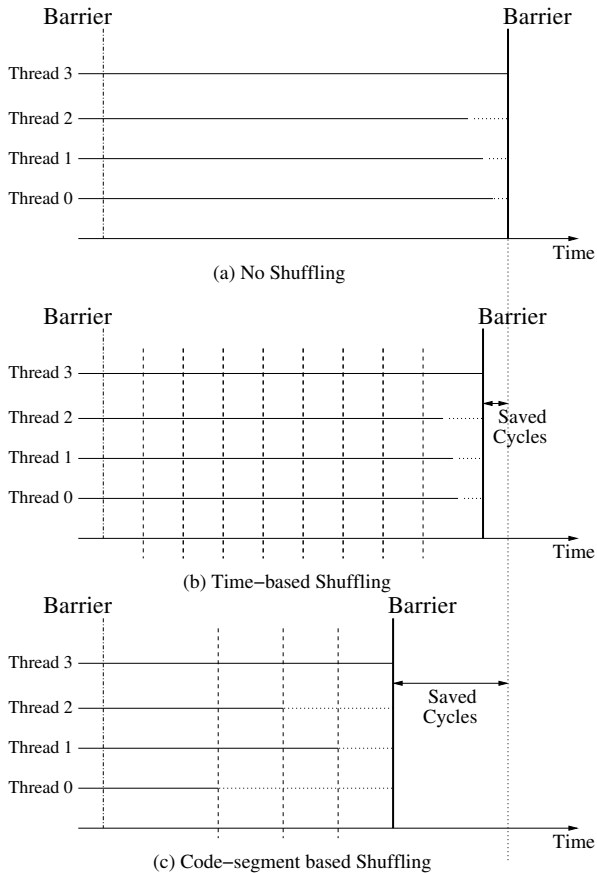 Barrier Barrier
Thread 3
Thread 2
Thread 1
Thread 0
Time
(a) No Shuffling
Barrier Barrier
Thread 3
Thread 2
Saved
Cycles
Thread 1
Thread 0
Time
(b) Time-based Shuffling
Barrier Barrier
Thread 3
Saved
Cycles
Thread 2
Thread 1
Thread 0
Time
(c) Code-segment based Shuffling